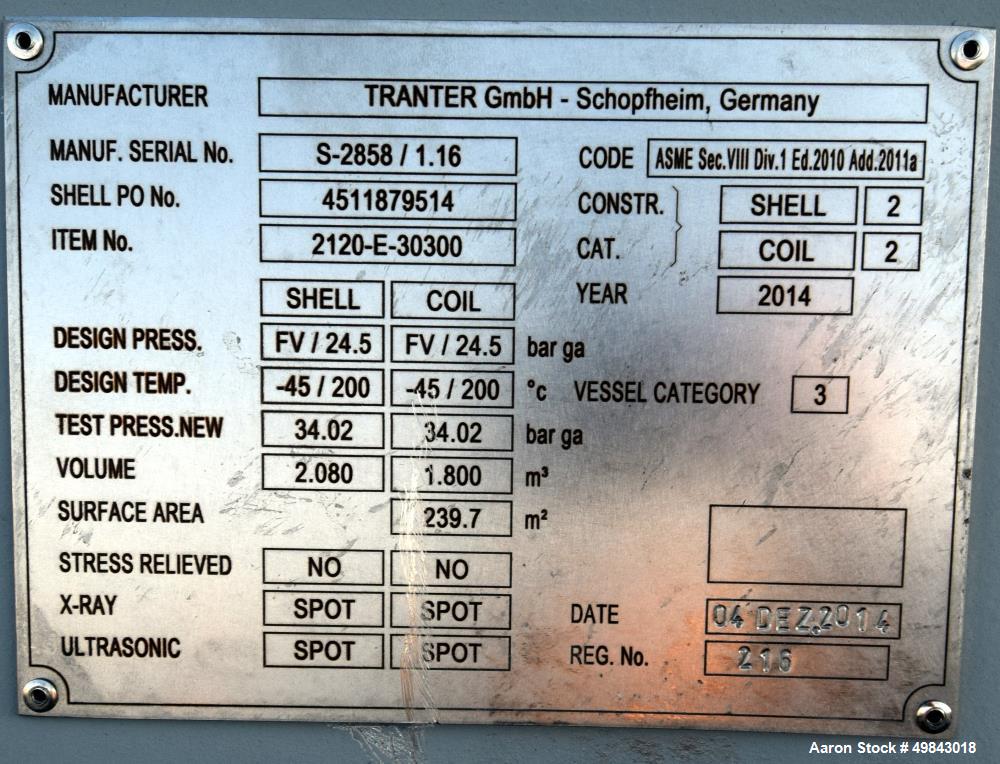 MANUFACTURER TRANTER GmbH - Schopfheim, Germany
MANUF. SERIAL No. S-2858 / 1.16 CODE ASME Sec.VIII Div.1 Ed.2010 Add.2011a
SHELL PO No. 4511879514 CONSTR. SHELL 2
ITEM No. 2120-E-30300 CAT. COIL 2
SHELL COIL YEAR 2014
DESIGN PRESS. FV / 24.5 FV / 24.5 bar ga
DESIGN TEMP. -45 / 200 -45 / 200 °c VESSEL CATEGORY 3
TEST PRESS.NEW 34.02 34.02 bar ga
VOLUME 2.080 1.800 m³
SURFACE AREA 239.7 m²
STRESS RELIEVED NO NO
X-RAY SPOT SPOT DATE 04 DEZ.2014
ULTRASONIC SPOT SPOT REG. No. 216
Aaron Stock # 49843018